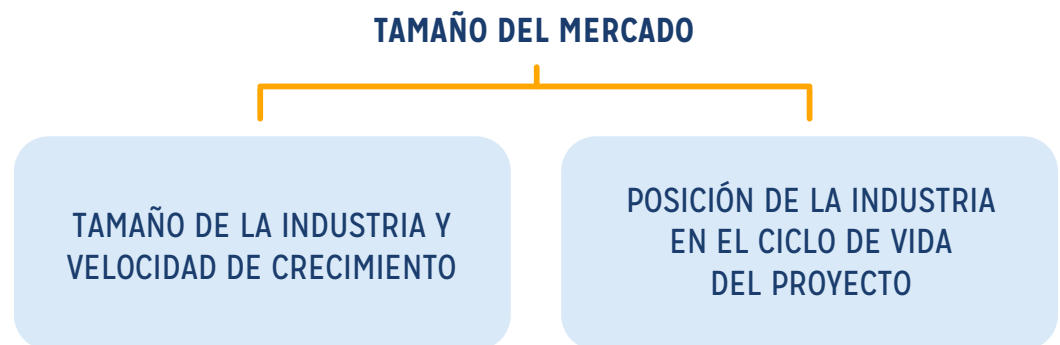 TAMAÑO DEL MERCADO
TAMAÑO DE LA INDUSTRIA Y
VELOCIDAD DE CRECIMIENTO
POSICIÓN DE LA INDUSTRIA
EN EL CICLO DE VIDA
DEL PROYECTO